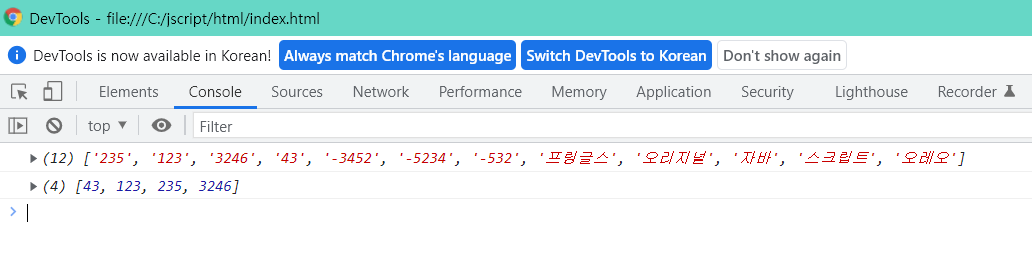 DevTools - file:///C:/jscript/html/index.html
DevTools is now available in Korean! Always match Chrome's language Switch DevTools to Korean Don't show again
Elements Console Sources Network Performance Memory Application Security Lighthouse Recorder
top Filter
(12) ['235', '123', '3246', '43', '-3452', '-5234', '-532', '프링글스', '오리지널', '자바', '스크립트', '오레오']
(4) [43, 123, 235, 3246]